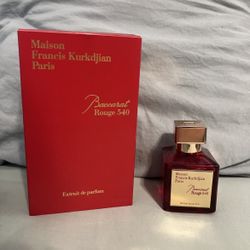 Maison
Francis Kurkdjian
Paris
Baccarat
Rouge 540
Extrait de parfum
Maison
Francis Kurkdjian
Paris
Baccarat
Rouge 540